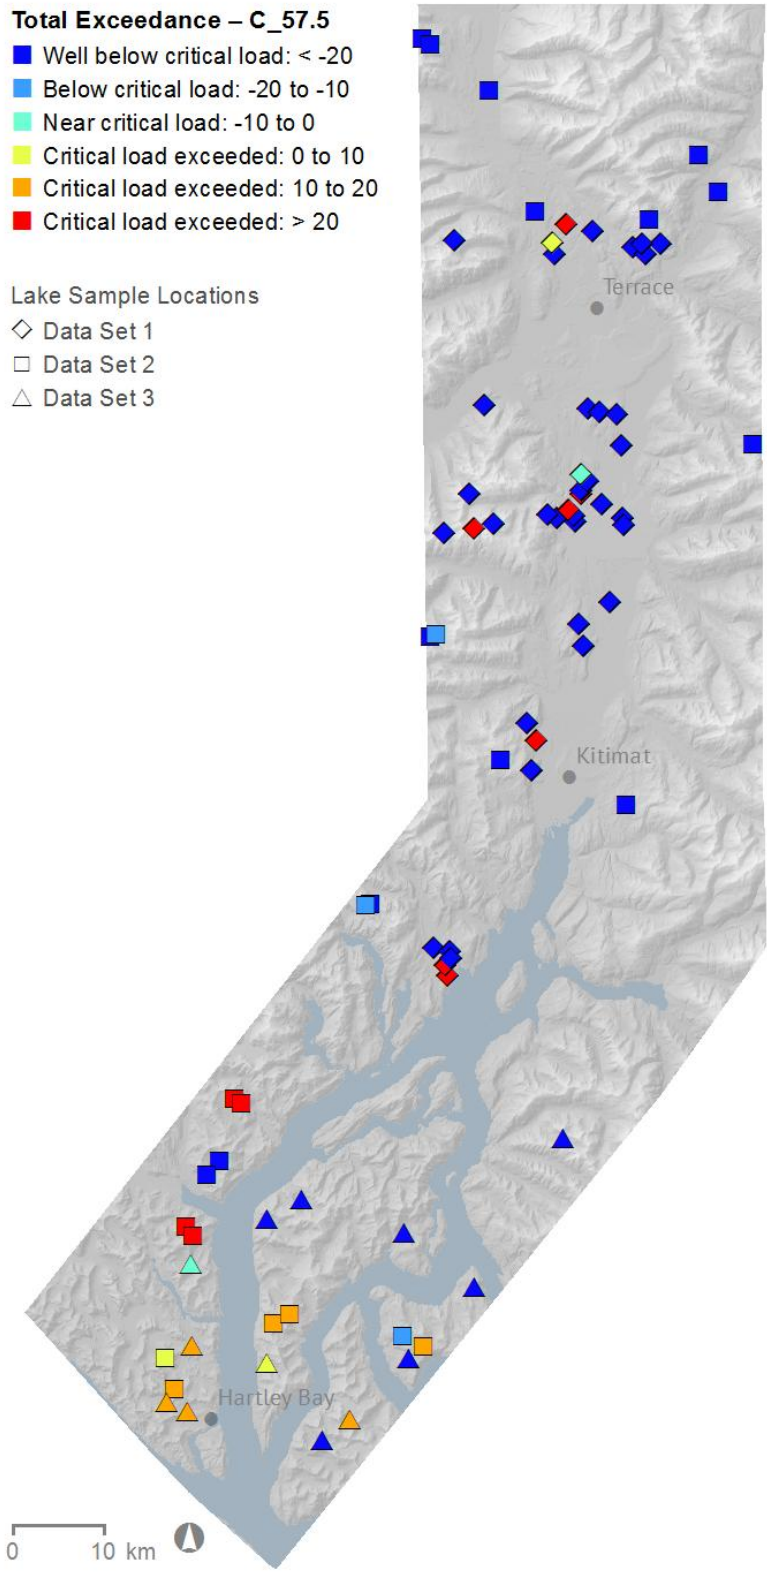 Total Exceedance – C_57.5
Well below critical load: < -20
Below critical load: -20 to -10
Near critical load: -10 to 0
Critical load exceeded: 0 to 10
Critical load exceeded: 10 to 20
Critical load exceeded: > 20
Lake Sample Locations
Data Set 1
Data Set 2
Data Set 3
Terrace
Kitimat
Hartley Bay
0 10 km